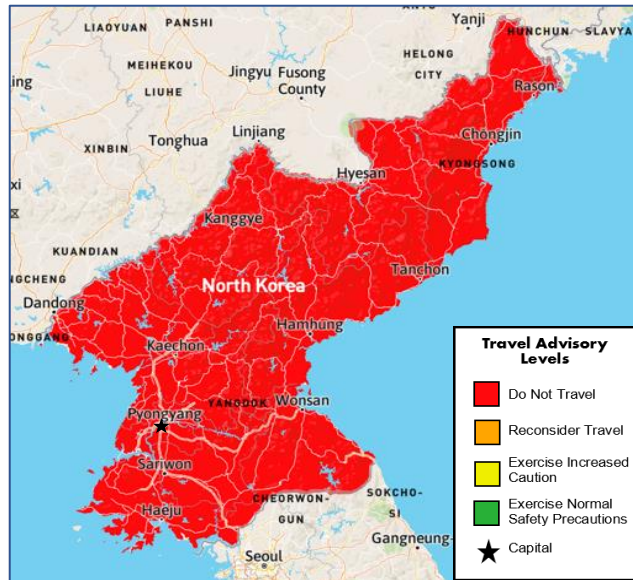 Yanji
PANSHI
LIAOYUAN
HUNCHUN
SLAVYA
HELONG
CITY
MEIHEKOU
Jingyu
Fusong
County
LIUHE
Rason
Tonghua
Linjiang
Chongjin
XINBIN
KYONGSONG
Hyesan
Kanggye
KUANDIAN
Tanchon
North Korea
NGCHENG
Dandong
Hamhung
ONGGANG
Kaechon
YANGDOK
Wonsan
Pyongyang
Sariwon
CHEORWON-
GUN
SOKCHO-
SI
Haeju
Gangneung-
Seoul
Travel Advisory
Levels
Do Not Travel
Reconsider Travel
Exercise Increased
Caution
Exercise Normal
Safety Precautions
Capital